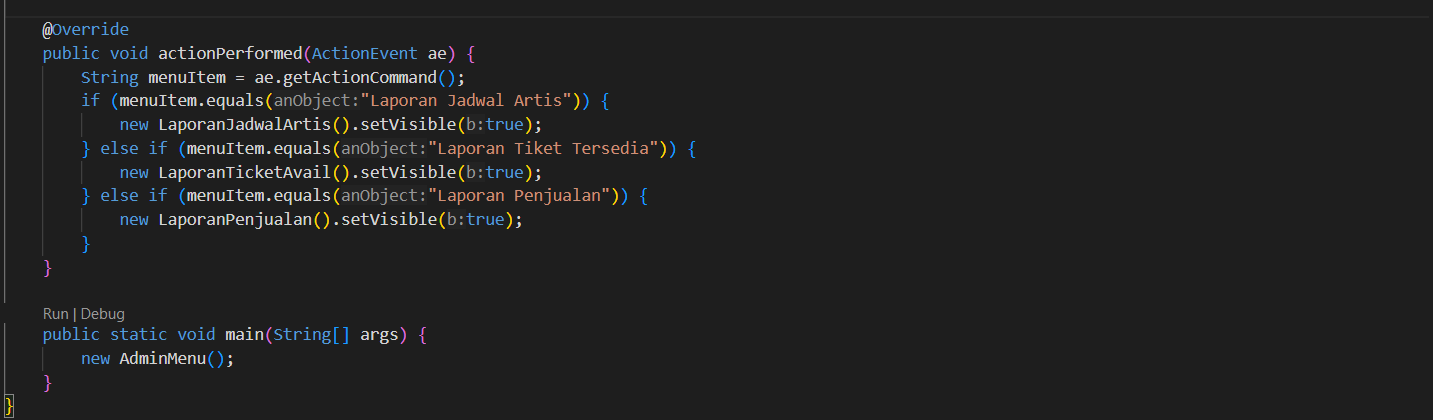 @Override
public void actionPerformed(ActionEvent ae) {
String menuItem = ae.getActionCommand();
if (menuItem.equals(anObject:"Laporan Jadwal Artis")) {
new LaporanJadwalArtis().setVisible(b:true);
} else if (menuItem.equals(anObject:"Laporan Tiket Tersedia")) {
new LaporanTicketAvail().setVisible(b:true);
} else if (menuItem.equals(anObject:"Laporan Penjualan")) {
new LaporanPenjualan().setVisible(b:true);
}
}
Run | Debug
public static void main(String[] args) {
new AdminMenu();
}
}